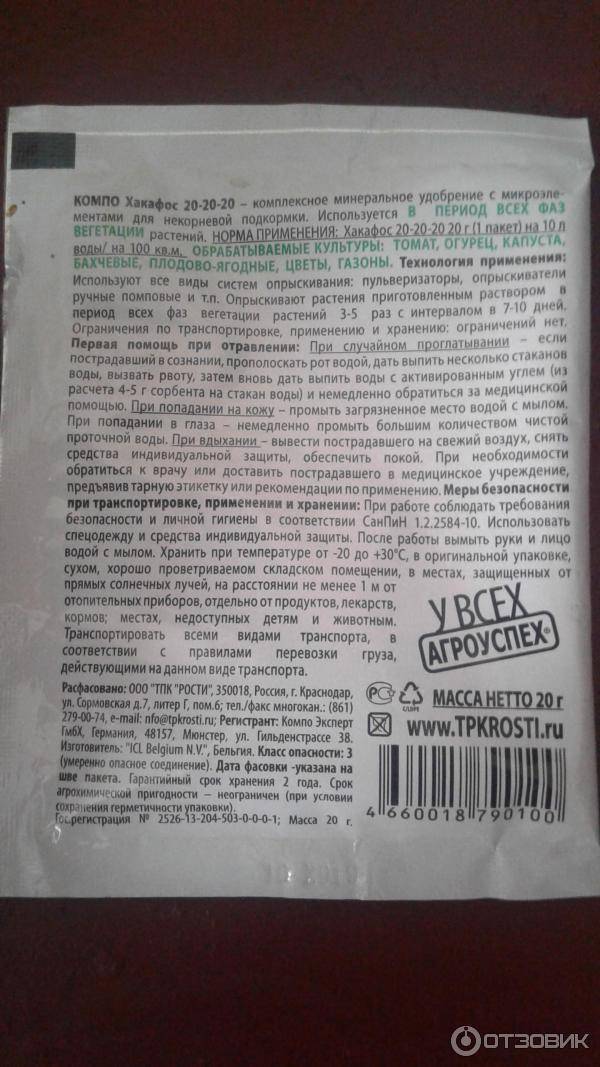 КОМПО Хакафос 20-20-20 – комплексное минеральное удобрение с микроэле-
ментами для некорневой подкормки. Используется В ПЕРИОД ВСЕХ ФАЗ
ВЕГЕТАЦИИ растений. НОРМА ПРИМЕНЕНИЯ: Хакафос 20-20-20 20 г (1 пакет) на 10 л
воды/ на 100 кв.м. ОБРАБАТЫВАЕМЫЕ КУЛЬТУРЫ: ТОМАТ, ОГУРЕЦ, КАПУСТА,
БАХЧЕВЫЕ, ПЛОДОВО-ЯГОДНЫЕ, ЦВЕТЫ, ГАЗОНЫ. Технология применения:
Используют все виды систем опрыскивания: пульверизаторы, опрыскиватели
ручные помповые и т.п. Опрыскивают растения приготовленным раствором в
период всех фаз вегетации растений 3-5 раз с интервалом в 7-10 дней.
Ограничения по транспортировке, применению и хранению: ограничений нет.
Первая помощь при отравлении: При случайном проглатывании – если
пострадавший в сознании, прополоскать рот водой, дать выпить несколько стаканов
воды, вызвать рвоту, затем вновь дать выпить воды с активированным углем (из
расчета 4-5 г сорбента на стакан воды) и немедленно обратиться за медицинской
помощью. При попадании на кожу – промыть загрязненное место водой с мылом.
При попадании в глаза – немедленно промыть большим количеством чистой
проточной воды. При вдыхании – вывести пострадавшего на свежий воздух, снять
средства индивидуальной защиты, обеспечить покой. При необходимости
обратиться к врачу или доставить пострадавшего в медицинское учреждение,
предъявив тарную этикетку или рекомендации по применению. Меры безопасности
при транспортировке, применении и хранении: При работе соблюдать требования
безопасности и личной гигиены в соответствии СанПиН 1.2.2584-10. Использовать
спецодежду и средства индивидуальной защиты. После работы вымыть руки и лицо
водой с мылом. Хранить при температуре от -20 до +30°С, в оригинальной упаковке,
сухом, хорошо проветриваемом складском помещении, в местах, защищенных от
прямых солнечных лучей, на расстоянии не менее 1 м от
отопительных приборов, отдельно от продуктов, лекарств,
кормов; местах, недоступных детям и животным.
Транспортировать всеми видами транспорта, в
соответствии с правилами перевозки груза,
действующими на данном виде транспорта.
У ВСЕХ
АГРОУСПЕХ®
Расфасовано: ООО "ТПК "РОСТИ", 350018, Россия, г. Краснодар,
ул. Сормовская д.7, литер Г, пом.6; тел./факс многокан.: (861)
279-00-74, e-mail: nfo@tpkrosti.ru; Регистрант: Компо Эксперт
ГмбХ, Германия, 48157, Мюнстер, ул. Гильденстрассе 38.
Изготовитель: "ICL Belgium N.V.", Бельгия. Класс опасности: 3
(умеренно опасное соединение). Дата фасовки -указана на
шве пакета. Гарантийный срок хранения 2 года. Срок
агрохимической пригодности – неограничен (при условии
сохранения герметичности упаковки).
Гос.регистрация № 2526-13-204-503-0-0-0-1; Масса 20 г.
МАССА НЕТТО 20 г
www.TPKROSTI.ru
4 660018 790100
ОТЗОВИК